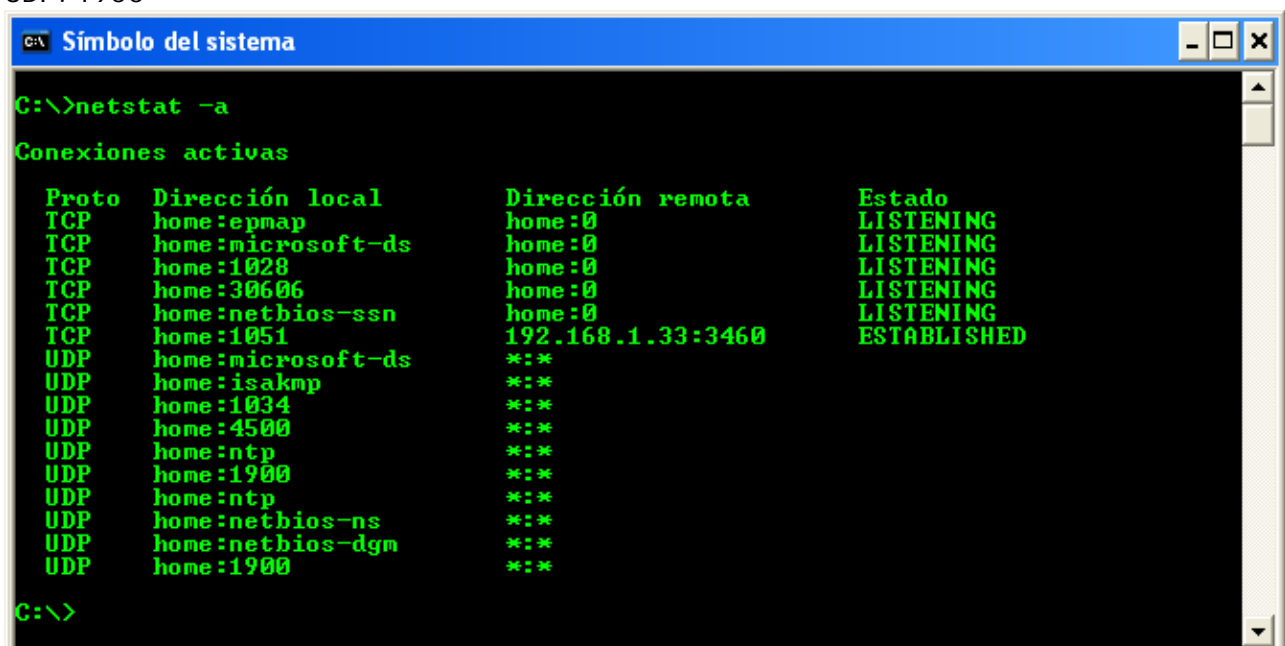 Símbolo del sistema
C:\>netstat -a
Conexiones activas
Proto Dirección local Dirección remota Estado
TCP home:epmap home:0 LISTENING
TCP home:microsoft-ds home:0 LISTENING
TCP home:1028 home:0 LISTENING
TCP home:30606 home:0 LISTENING
TCP home:netbios-ssn home:0 LISTENING
TCP home:1051 192.168.1.33:3460 ESTABLISHED
UDP home:microsoft-ds *:*
UDP home:isakmp *:*
UDP home:1034 *:*
UDP home:4500 *:*
UDP home:ntp *:*
UDP home:1900 *:*
UDP home:ntp *:*
UDP home:netbios-ns *:*
UDP home:netbios-dgm *:*
UDP home:1900 *:*
C:\>